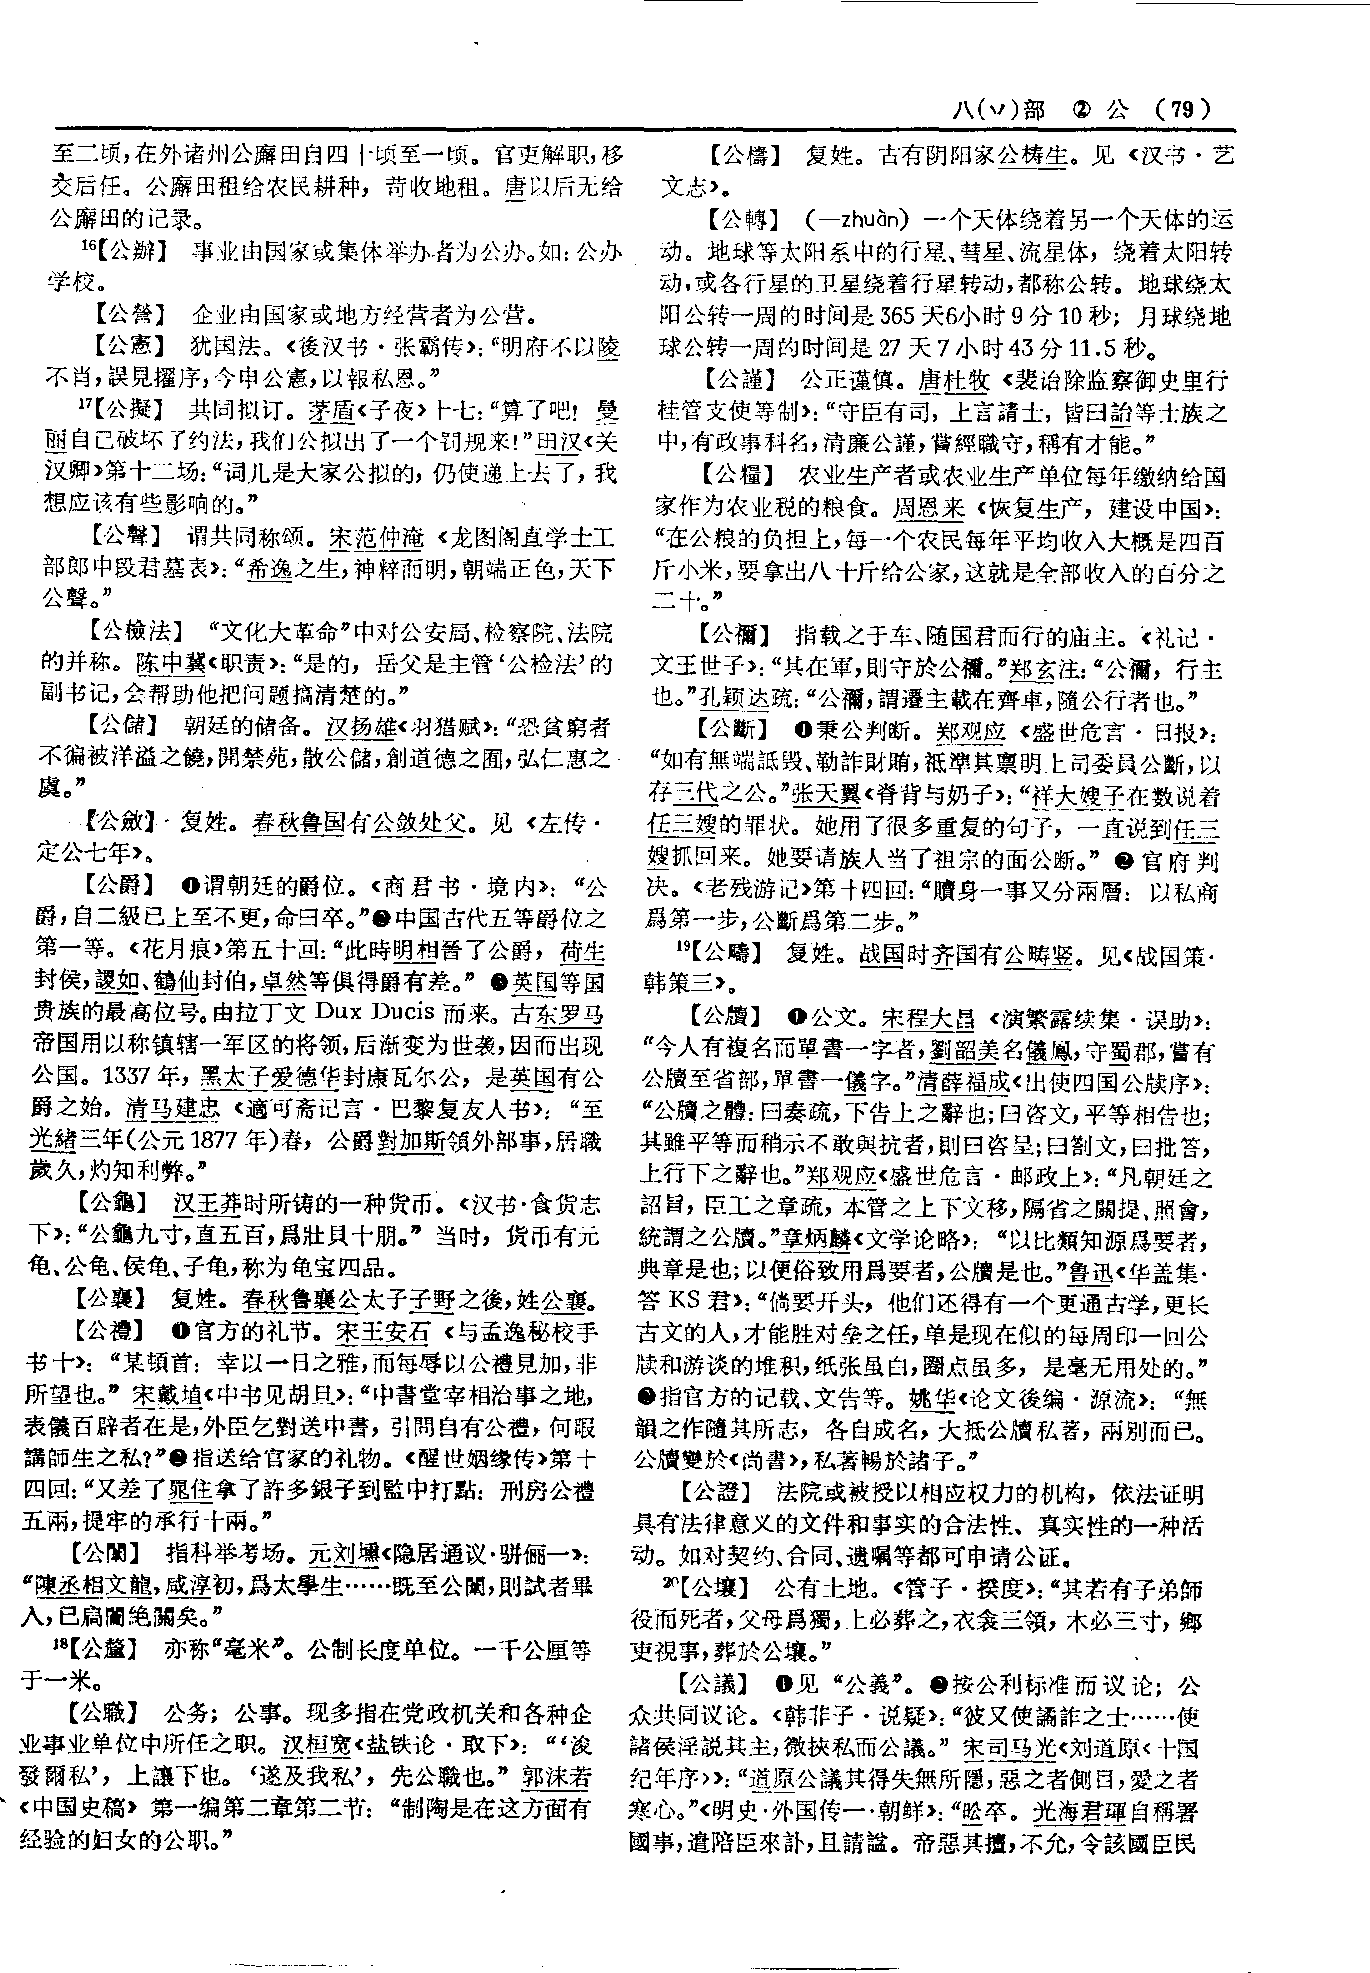 八(丷)部 ② 公 (79)
至二顷,在外诸州公廨田自四十顷至一顷。官吏解职,移
交后任。公廨田租给农民耕种,苛收地租。唐以后无给
公廨田的记录。
16【公辦】 事业由国家或集体举办者为公办。如:公办
学校。
【公營】 企业由国家或地方经营者为公营。
【公憲】 犹国法。《後汉书·张霸传》:“明府不以陵
不肖,誤見擢序,今申公憲,以報私恩。”
17【公擬】 共同拟订。茅盾《子夜》十七:“算了吧!曼
丽自己破坏了约法,我们公拟出了一个罚规来!”田汉《关
汉卿》第十二场:“词儿是大家公拟的,仍使递上去了,我
想应该有些影响的。”
【公聲】 谓共同称颂。宋范仲淹《龙图阁直学士工
部郎中段君墓表》:“希逸之生,神粹而明,朝端正色,天下
公聲。”
【公檢法】 “文化大革命”中对公安局、检察院、法院
的并称。陈中冀《职责》:“是的,岳父是主管‘公检法’的
副书记,会帮助他把问题搞清楚的。”
【公儲】 朝廷的储备。汉扬雄《羽猎赋》:“恐貧窮者
不徧被洋溢之饒,開禁苑,散公儲,創道德之囿,弘仁惠之
虞。”
【公斂】 复姓。春秋鲁国有公敛处父。见《左传·
定公七年》。
【公爵】 ❶谓朝廷的爵位。《商君书·境内》:“公
爵,自二級已上至不更,命曰卒。”❷中国古代五等爵位之
第一等。《花月痕》第五十回:“此時明相晉了公爵,荷生
封侯,謖如、鶴仙封伯,卓然等俱得爵有差。”❸英国等国
贵族的最高位号。由拉丁文 Dux Ducis 而来。古东罗马
帝国用以称镇辖一军区的将领,后渐变为世袭,因而出现
公国。1337年,黑太子爱德华封康瓦尔公,是英国有公
爵之始。清马建忠《適可斋记言·巴黎复友人书》:“至
光緒三年(公元1877年)春,公爵對加斯領外部事,居職
歲久,灼知利弊。”
【公龜】 汉王莽时所铸的一种货币。《汉书·食货志
下》:“公龜九寸,直五百,爲壯貝十朋。”当时,货币有元
龟、公龟、侯龟、子龟,称为龟宝四品。
【公襄】 复姓。春秋鲁襄公太子子野之後,姓公襄。
【公禮】 ❶官方的礼节。宋王安石《与孟逸秘校手
书十》:“某頓首:幸以一日之雅,而每辱以公禮見加,非
所望也。”宋戴埴《中书见胡旦》:“中書堂宰相治事之地,
表儀百辟者在是,外臣乞對送中書,引問自有公禮,何暇
講師生之私?”❷指送给官家的礼物。《醒世姻缘传》第十
四回:“又差了晁住拿了許多銀子到監中打點:刑房公禮
五兩,提牢的承行十兩。”
【公闈】 指科举考场。元刘壎《隐居通议·骈俪一》:
“陳丞相文龍,咸淳初,爲太學生……既至公闈,則試者畢
入,已扃闈绝關矣。”
18【公釐】 亦称“毫米”。公制长度单位。一千公厘等
于一米。
【公職】 公务;公事。现多指在党政机关和各种企
业事业单位中所任之职。汉桓宽《盐铁论·取下》:“‘浚
發爾私’,上讓下也。‘遂及我私’,先公職也。”郭沫若
《中国史稿》第一编第二章第二节:“制陶是在这方面有
经验的妇女的公职。”
【公檮】 复姓。古有阴阳家公梼生。见《汉书·艺
文志》。
【公轉】 (—zhuàn) 一个天体绕着另一个天体的运
动。地球等太阳系中的行星、彗星、流星体,绕着太阳转
动,或各行星的卫星绕着行星转动,都称公转。地球绕太
阳公转一周的时间是365天6小时9分10秒;月球绕地
球公转一周的时间是27天7小时43分11.5秒。
【公謹】 公正谨慎。唐杜牧《裴诒除监察御史里行
桂管支使等制》:“守臣有司,上言請士,皆曰詒等士族之
中,有政事科名,清廉公謹,嘗經職守,稱有才能。”
【公糧】 农业生产者或农业生产单位每年缴纳给国
家作为农业税的粮食。周恩来《恢复生产,建设中国》:
“在公粮的负担上,每一个农民每年平均收入大概是四百
斤小米,要拿出八十斤给公家,这就是全部收入的百分之
二十。”
【公禰】 指载之于车、随国君而行的庙主。《礼记·
文王世子》:“其在軍,則守於公禰。”郑玄注:“公禰,行主
也。”孔颖达疏:“公禰,謂遷主載在齊車,隨公行者也。”
【公斷】 ❶秉公判断。郑观应《盛世危言·日报》:
“如有無端詆毀、勒詐財賄,衹準其禀明上司委員公斷,以
存三代之公。”张天翼《脊背与奶子》:“祥大嫂子在数说着
任三嫂的罪状。她用了很多重复的句子,一直说到任三
嫂抓回来。她要请族人当了祖宗的面公断。”❷官府判
决。《老残游记》第十四回:“贖身一事又分兩層:以私商
爲第一步,公斷爲第二步。”
19【公疇】 复姓。战国时齐国有公畴竖。见《战国策·
韩策三》。
【公牘】 ❶公文。宋程大昌《演繁露续集·误助》:
“今人有複名而單書一字者,劉韶美名儀鳳,守蜀郡,嘗有
公牘至省部,單書一儀字。”清薛福成《出使四国公牍序》:
“公牘之體:曰奏疏,下告上之辭也;曰咨文,平等相告也;
其雖平等而稍示不敢與抗者,則曰咨呈;曰劄文,曰批答,
上行下之辭也。”郑观应《盛世危言·邮政上》:“凡朝廷之
詔旨,臣工之章疏,本管之上下文移,隔省之關提、照會,
統謂之公牘。”章炳麟《文学论略》:“以比類知源爲要者,
典章是也;以便俗致用爲要者,公牘是也。”鲁迅《华盖集·
答KS君》:“倘要开头,他们还得有一个更通古学,更长
古文的人,才能胜对垒之任,单是现在似的每周印一回公
牍和游谈的堆积,纸张虽白,圈点虽多,是毫无用处的。”
❷指官方的记载、文告等。姚华《论文後编·源流》:“無
韻之作隨其所志,各自成名,大抵公牘私著,兩別而已。
公牘變於《尚書》,私著暢於諸子。”
【公證】 法院或被授以相应权力的机构,依法证明
具有法律意义的文件和事实的合法性、真实性的一种活
动。如对契约、合同、遗嘱等都可申请公证。
20【公壤】 公有土地。《管子·揆度》:“其若有子弟師
役而死者,父母爲獨,上必葬之,衣衾三領,木必三寸,鄉
吏視事,葬於公壤。”
【公議】 ❶见“公義”。❷按公利标准而议论;公
众共同议论。《韩非子·说疑》:“彼又使譎詐之士……使
諸侯淫說其主,微挾私而公議。”宋司马光《刘道原〈十国
纪年序〉》:“道原公議其得失無所隱,惡之者側目,愛之者
寒心。”《明史·外国传一·朝鲜》:“昖卒。光海君琿自稱署
國事,遣陪臣來訃,且請謚。帝惡其擅,不允,令該國臣民